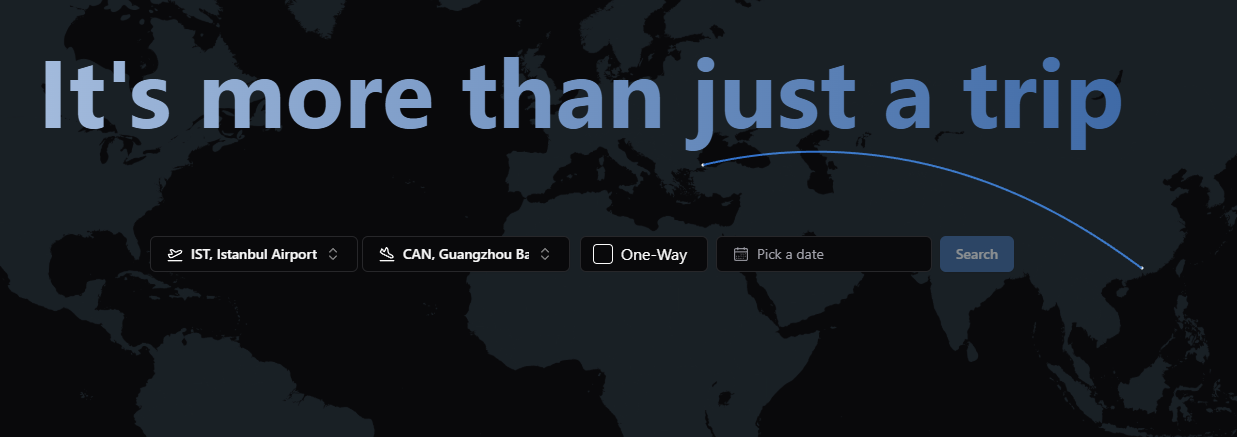 It's more than just a trip
IST, Istanbul Airport
CAN, Guangzhou Ba
One-Way
Pick a date
Search